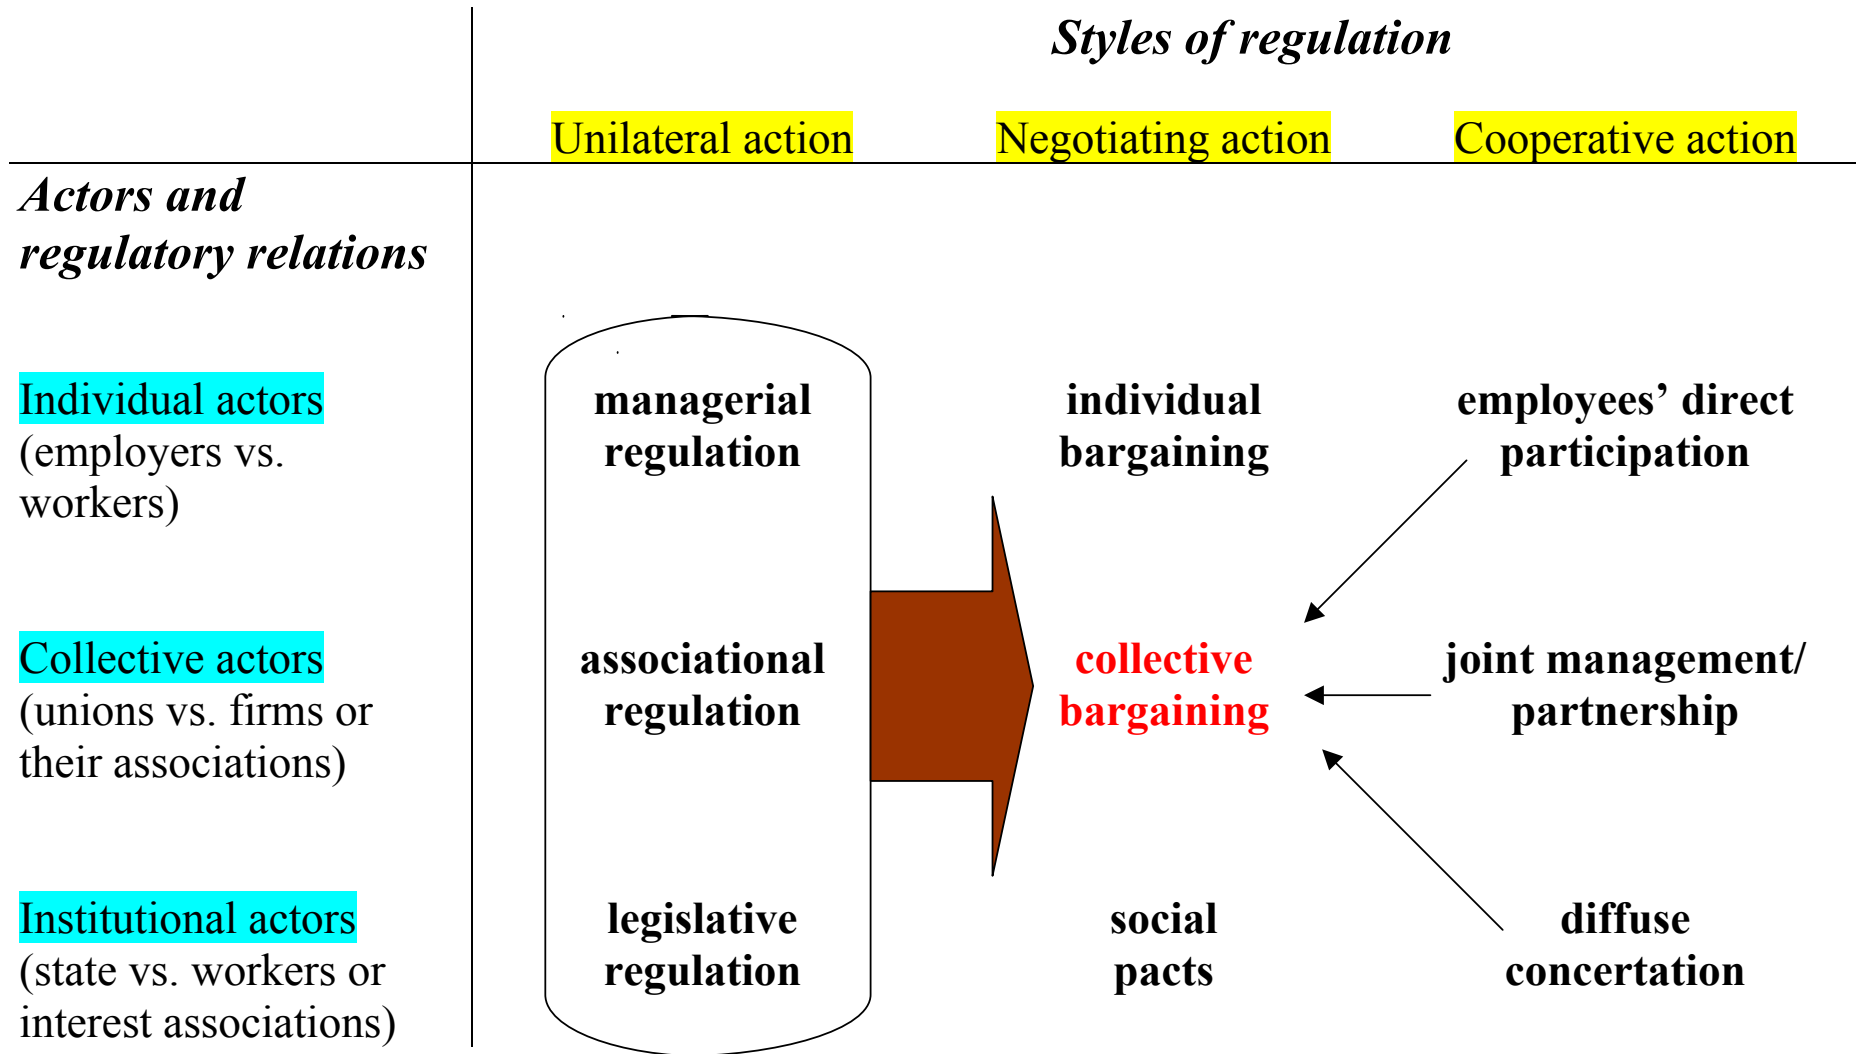 Styles of regulation
Unilateral action Negotiating action Cooperative action
Actors and
regulatory relations
Individual actors
(employers vs.
workers)
managerial
regulation
individual
bargaining
employees’ direct
participation
Collective actors
(unions vs. firms or
their associations)
associational
regulation
collective
bargaining
joint management/
partnership
Institutional actors
(state vs. workers or
interest associations)
legislative
regulation
social
pacts
diffuse
concertation